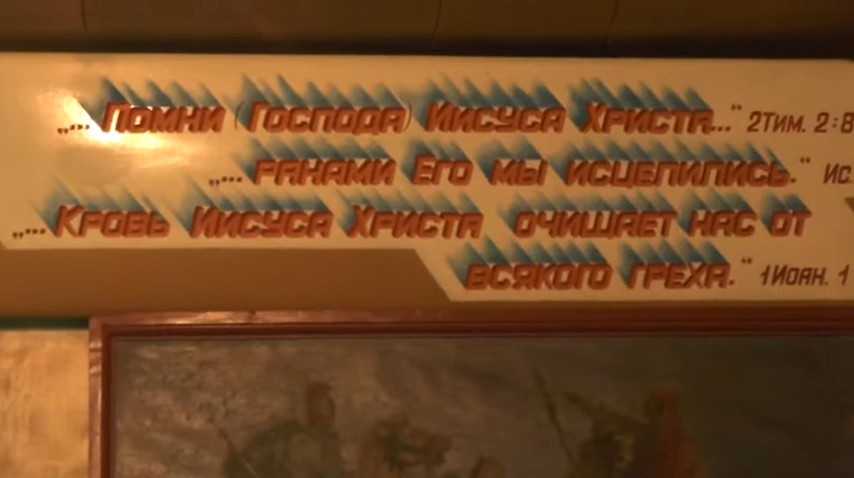 „... Помни (Господа) Иисуса Христа..." 2Тим. 2:8
„... ранами Его мы исцелились." Ис.
„... Кровь Иисуса Христа очищает нас от
всякого греха." 1Иоан. 1